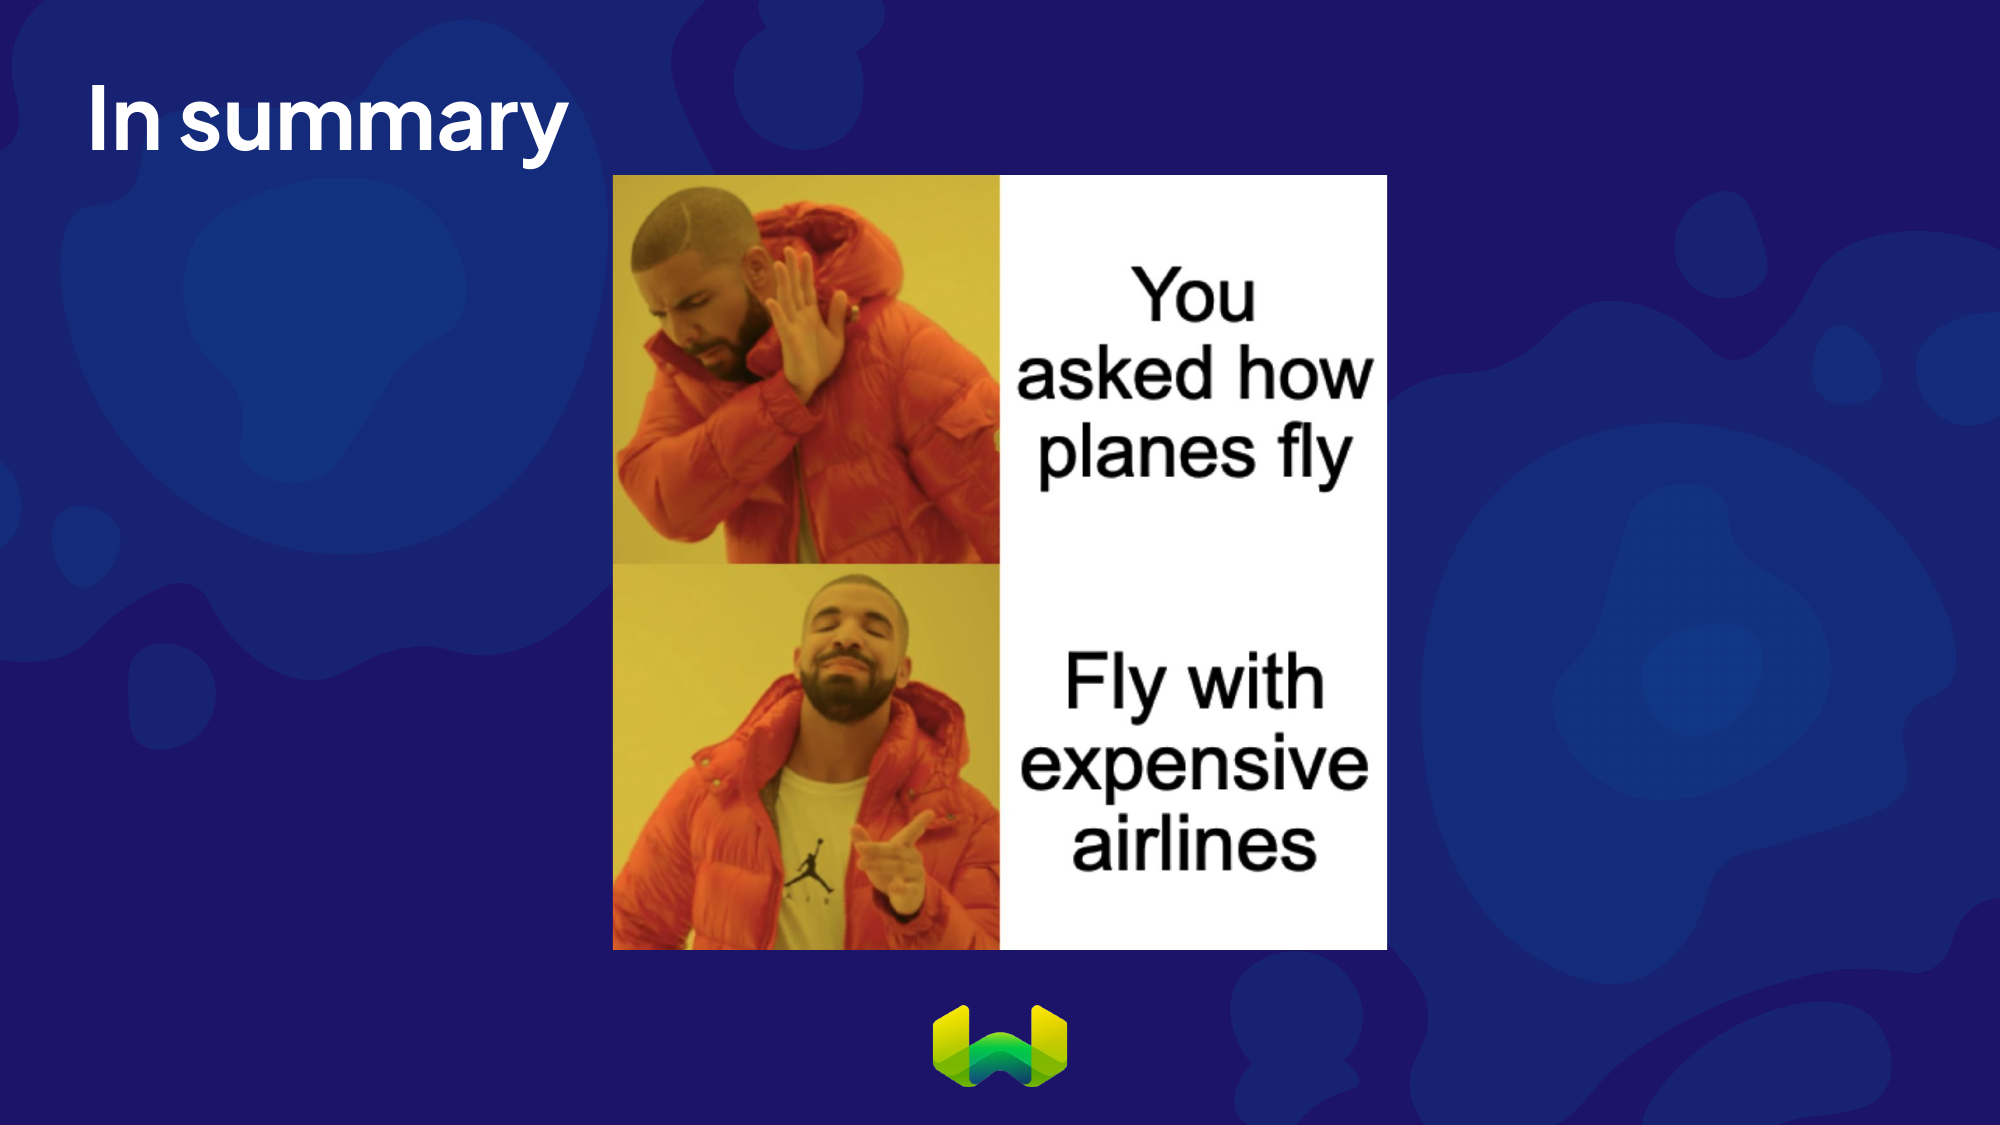 In summary
You
asked how
planes fly
Fly with
expensive
airlines